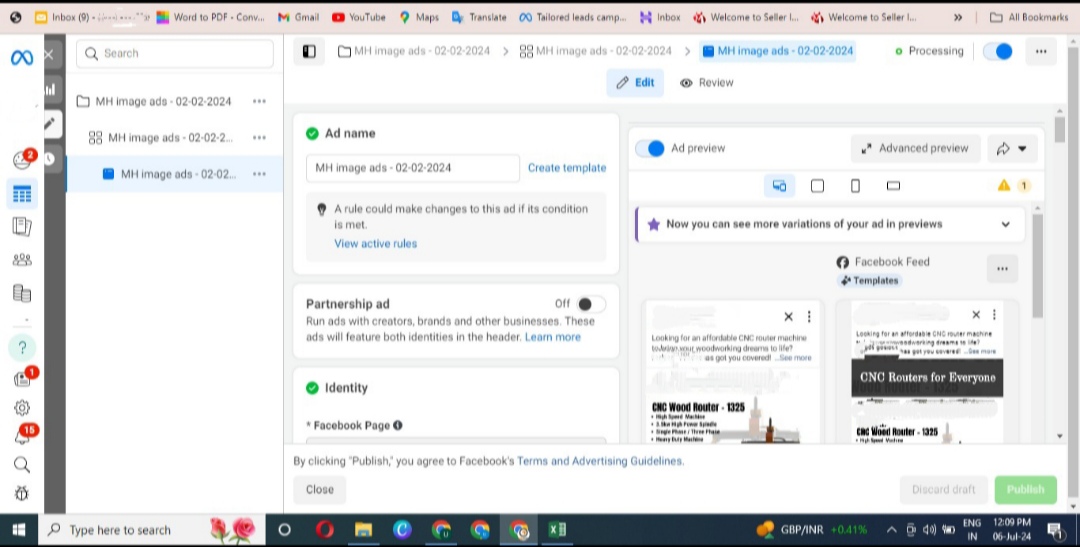 Inbox (9) -
Word to PDF - Conv...
Gmail
YouTube
Maps
Translate
Tailored leads camp...
Inbox
Welcome to Seller I...
Welcome to Seller I...
»
All Bookmarks
Search
MH image ads - 02-02-2024 > MH image ads - 02-02-2024 > MH image ads - 02-02-2024
Processing
Edit
Review
MH image ads - 02-02-2024
MH image ads - 02-02-2...
MH image ads - 02-02...
2
1
15
Ad name
MH image ads - 02-02-2024
Create template
A rule could make changes to this ad if its condition
is met.
View active rules
Partnership ad
Off
Run ads with creators, brands and other businesses. These
ads will feature both identities in the header. Learn more
Identity
* Facebook Page
Ad preview
Advanced preview
1
Now you can see more variations of your ad in previews
Facebook Feed
Templates
Looking for an affordable CNC router machine
to design your woodworking dreams to life?
as got you covered! ...See more
CNC Wood Router - 1325
• High Speed Machine
• 3.5kw High Power Spindle
• Single Phase / Three Phase
• Heavy Duty Machine
Looking for an affordable CNC router machine
woodworking dreams to life?
has got you covered! ...See more
CNC Routers for Everyone
CNC Wood Router - 1325
• High Speed Machine
By clicking "Publish," you agree to Facebook's Terms and Advertising Guidelines.
Close
Discard draft
Publish
Type here to search
GBP/INR +0.41%
ENG
IN
12:09 PM
06-Jul-24
1